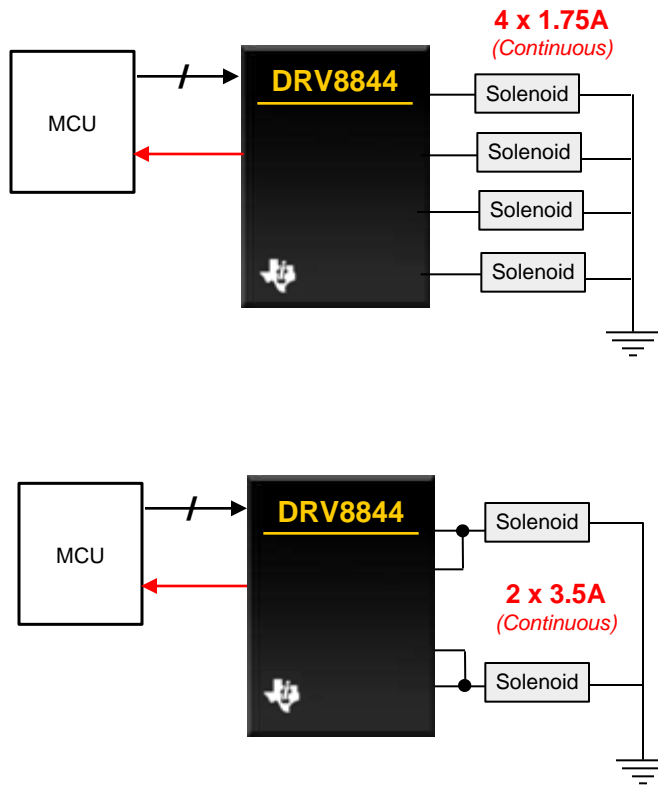 4 x 1.75A
(Continuous)
DRV8844
MCU
Solenoid
Solenoid
Solenoid
Solenoid
DRV8844
MCU
Solenoid
2 x 3.5A
(Continuous)
Solenoid